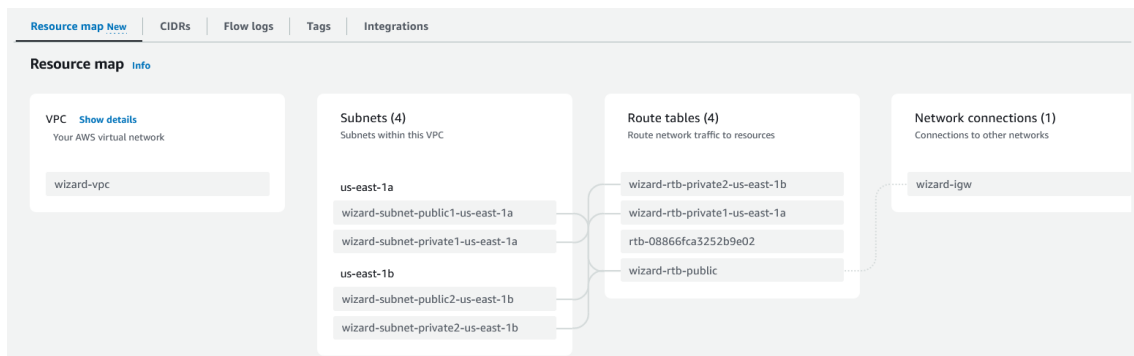 Resource map New
CIDRs
Flow logs
Tags
Integrations
Resource map Info
VPC Show details
Your AWS virtual network
wizard-vpc
Subnets (4)
Subnets within this VPC
us-east-1a
wizard-subnet-public1-us-east-1a
wizard-subnet-private1-us-east-1a
us-east-1b
wizard-subnet-public2-us-east-1b
wizard-subnet-private2-us-east-1b
Route tables (4)
Route network traffic to resources
wizard-rtb-private2-us-east-1b
wizard-rtb-private1-us-east-1a
rtb-08866fca3252b9e02
wizard-rtb-public
Network connections (1)
Connections to other networks
wizard-igw